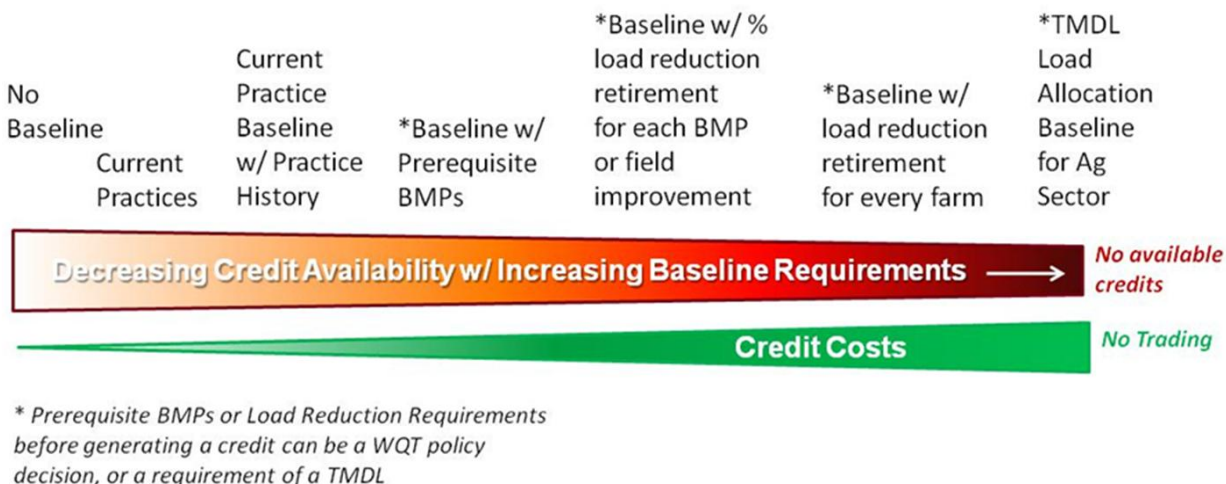 No
Baseline
Current
Practices
Current
Practice
Baseline
w/ Practice
History
*Baseline w/
Prerequisite
BMPs
*Baseline w/ %
load reduction
retirement
for each BMP
or field
improvement
*Baseline w/
load reduction
retirement
for every farm
*TMDL
Load
Allocation
Baseline
for Ag
Sector
Decreasing Credit Availability w/ Increasing Baseline Requirements
No available
credits
Credit Costs
No Trading
* Prerequisite BMPs or Load Reduction Requirements
before generating a credit can be a WQT policy
decision, or a requirement of a TMDL